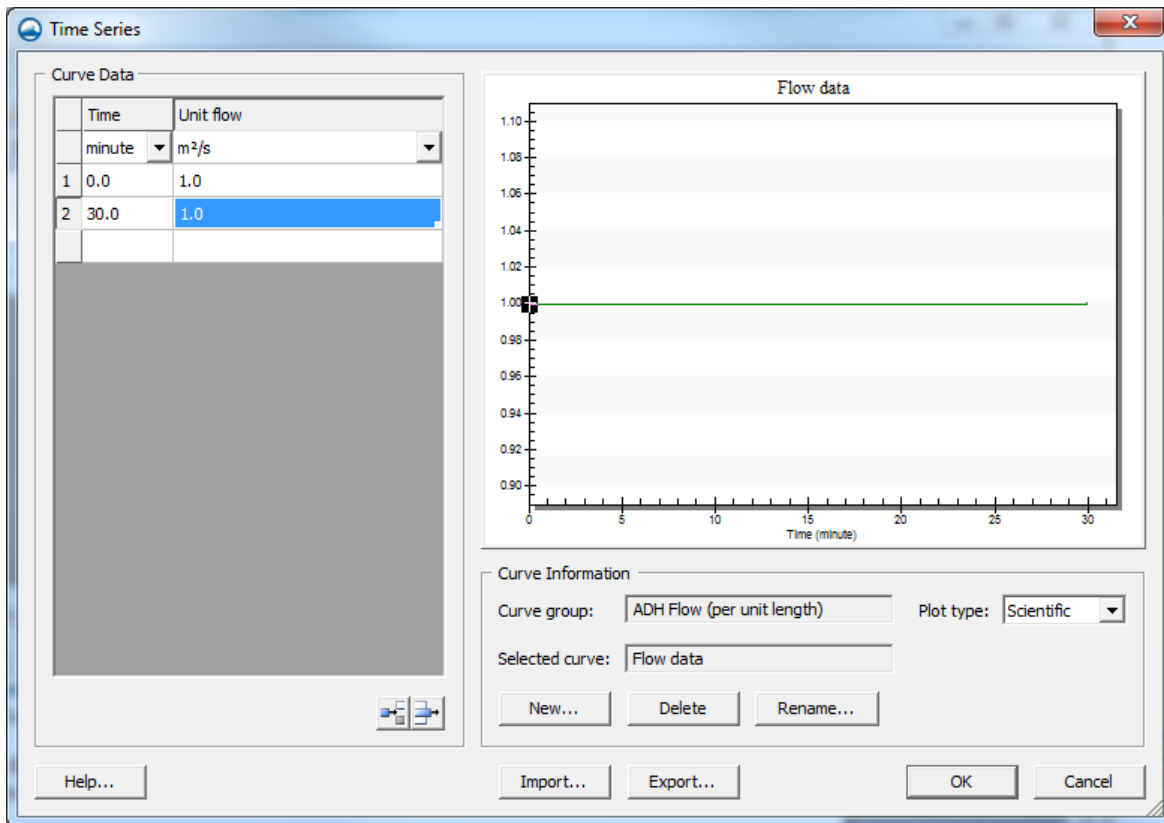 Time Series
Curve Data
Time Unit flow
minute m²/s
1 0.0 1.0
2 30.0 1.0
Flow data
1.10
1.08
1.06
1.04
1.02
1.00
0.98
0.96
0.94
0.92
0.90
0 5 10 15 20 25 30
Time (minute)
Curve Information
Curve group: ADH Flow (per unit length) Plot type: Scientific
Selected curve: Flow data
New... Delete Rename...
Help... Import... Export... OK Cancel